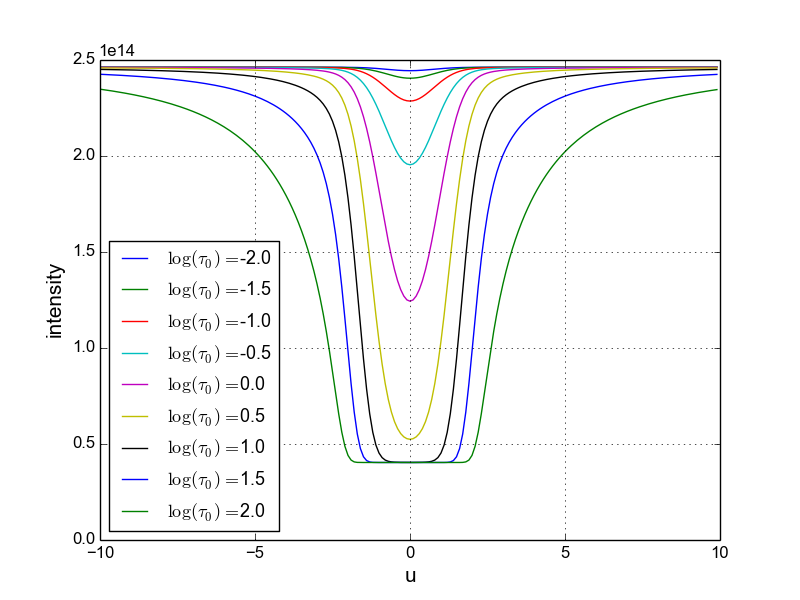 1e14
2.5
2.0
1.5
1.0
0.5
0.0
intensity
log(τ₀) =-2.0
log(τ₀) =-1.5
log(τ₀) =-1.0
log(τ₀) =-0.5
log(τ₀) =0.0
log(τ₀) =0.5
log(τ₀) =1.0
log(τ₀) =1.5
log(τ₀) =2.0
−10 −5 0 5 10
u